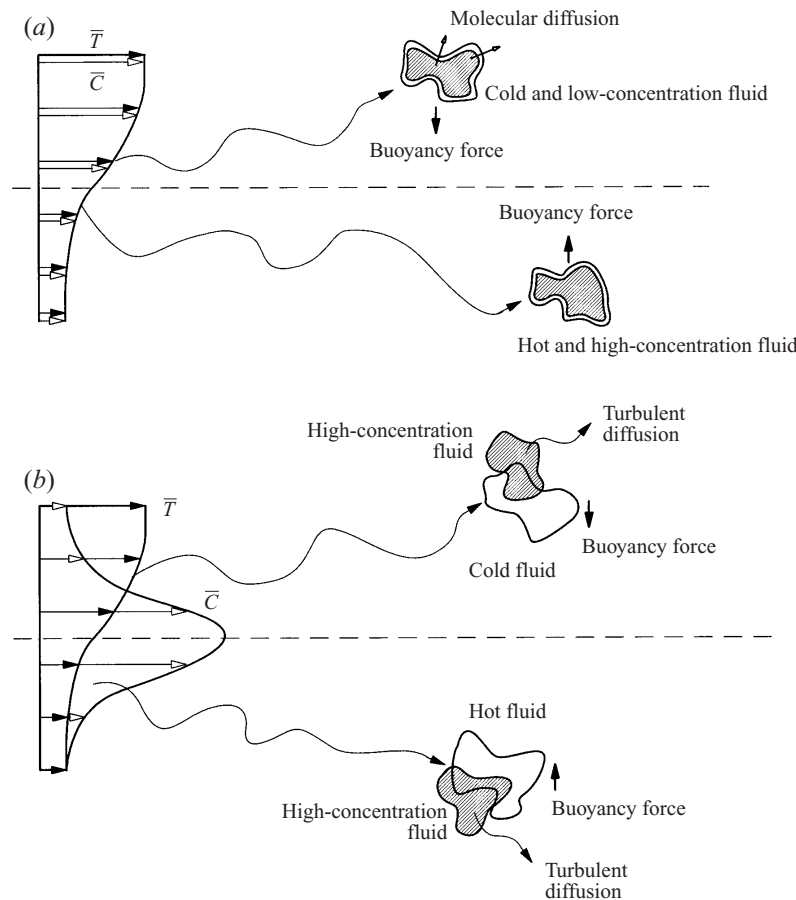 (a)
T̅
C̅
Molecular diffusion
Cold and low-concentration fluid
Buoyancy force
Buoyancy force
Hot and high-concentration fluid
(b)
T̅
C̅
High-concentration
fluid
Turbulent
diffusion
Buoyancy force
Cold fluid
Hot fluid
Buoyancy force
High-concentration
fluid
Turbulent
diffusion